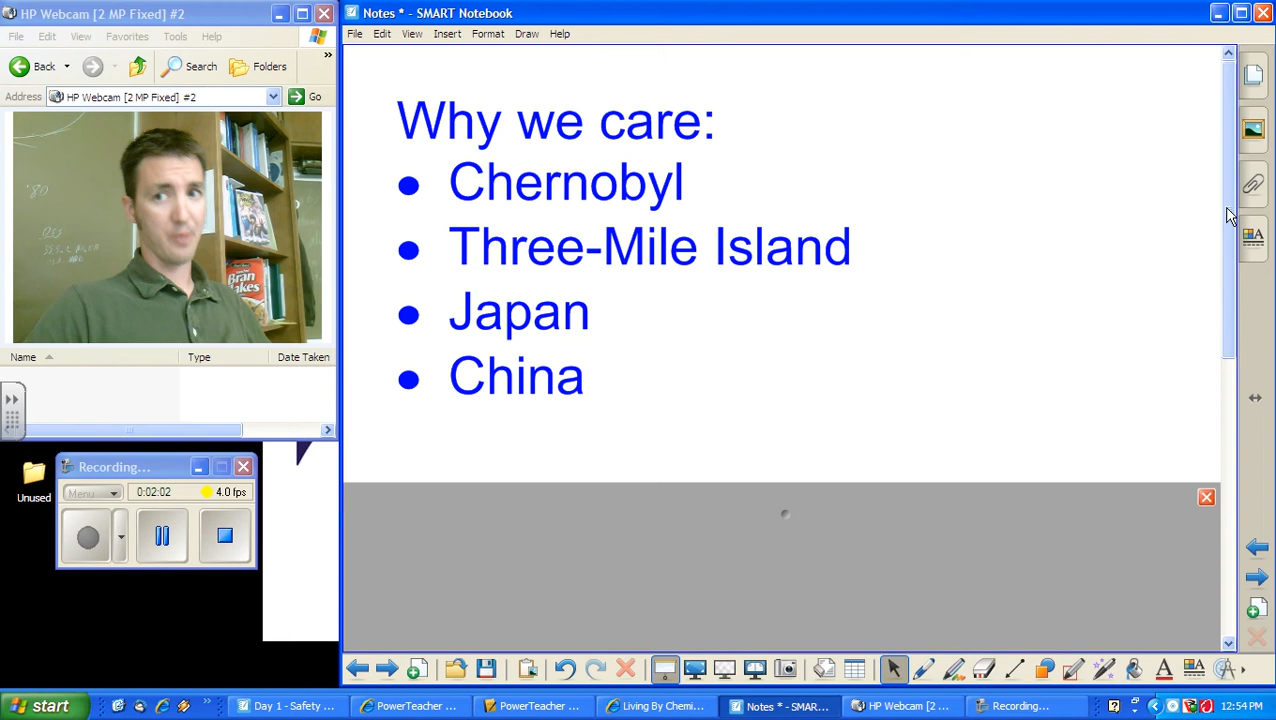 HP Webcam [2 MP Fixed] #2
File Edit View Favorites Tools Help
Back Search Folders
Address HP Webcam [2 MP Fixed] #2 Go
'80
Bran
Flakes
Name Type Date Taken
Unused
Recording...
Menu 0:02:02 4.0 fps
Notes * - SMART Notebook
File Edit View Insert Format Draw Help
Why we care:
• Chernobyl
• Three-Mile Island
• Japan
• China
start Day 1 - Safety ... PowerTeacher ... PowerTeacher ... Living By Chemi... Notes * - SMAR... HP Webcam [2 ... Recording... 12:54 PM